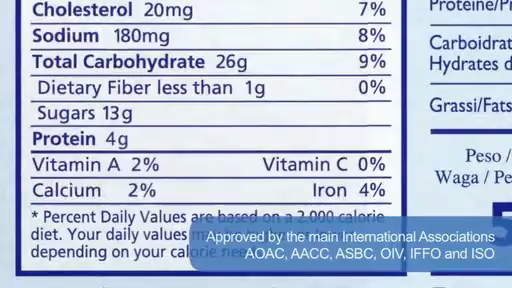 Cholesterol 20mg 7%
Sodium 180mg 8%
Total Carbohydrate 26g 9%
Dietary Fiber less than 1g 0%
Sugars 13g
Protein 4g
Vitamin A 2% Vitamin C 0%
Calcium 2% Iron 4%
* Percent Daily Values are based on a 2,000 calorie
diet. Your daily values
depending on your calorie
Approved by the main International Associations
AOAC, AACC, ASBC, OIV, IFFO and ISO
Carboidrat
Hydrates d
Grassi/Fats
Peso /
Waga / Pe